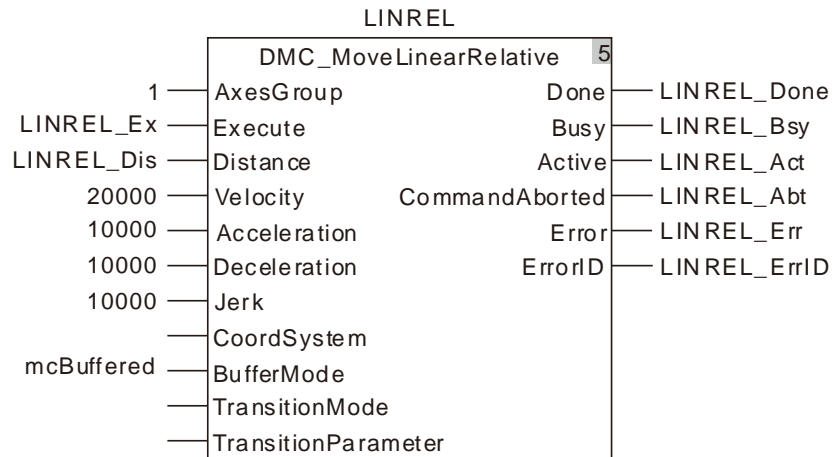 LINREL
DMC_MoveLinearRelative 5
1 AxesGroup Done LINREL_Done
LINREL_Ex Execute Busy LINREL_Bsy
LINREL_Dis Distance Active LINREL_Act
20000 Velocity CommandAborted LINREL_Abt
10000 Acceleration Error LINREL_Err
10000 Deceleration ErrorID LINREL_ErrID
10000 Jerk
CoordSystem
mcBuffered BufferMode
TransitionMode
TransitionParameter